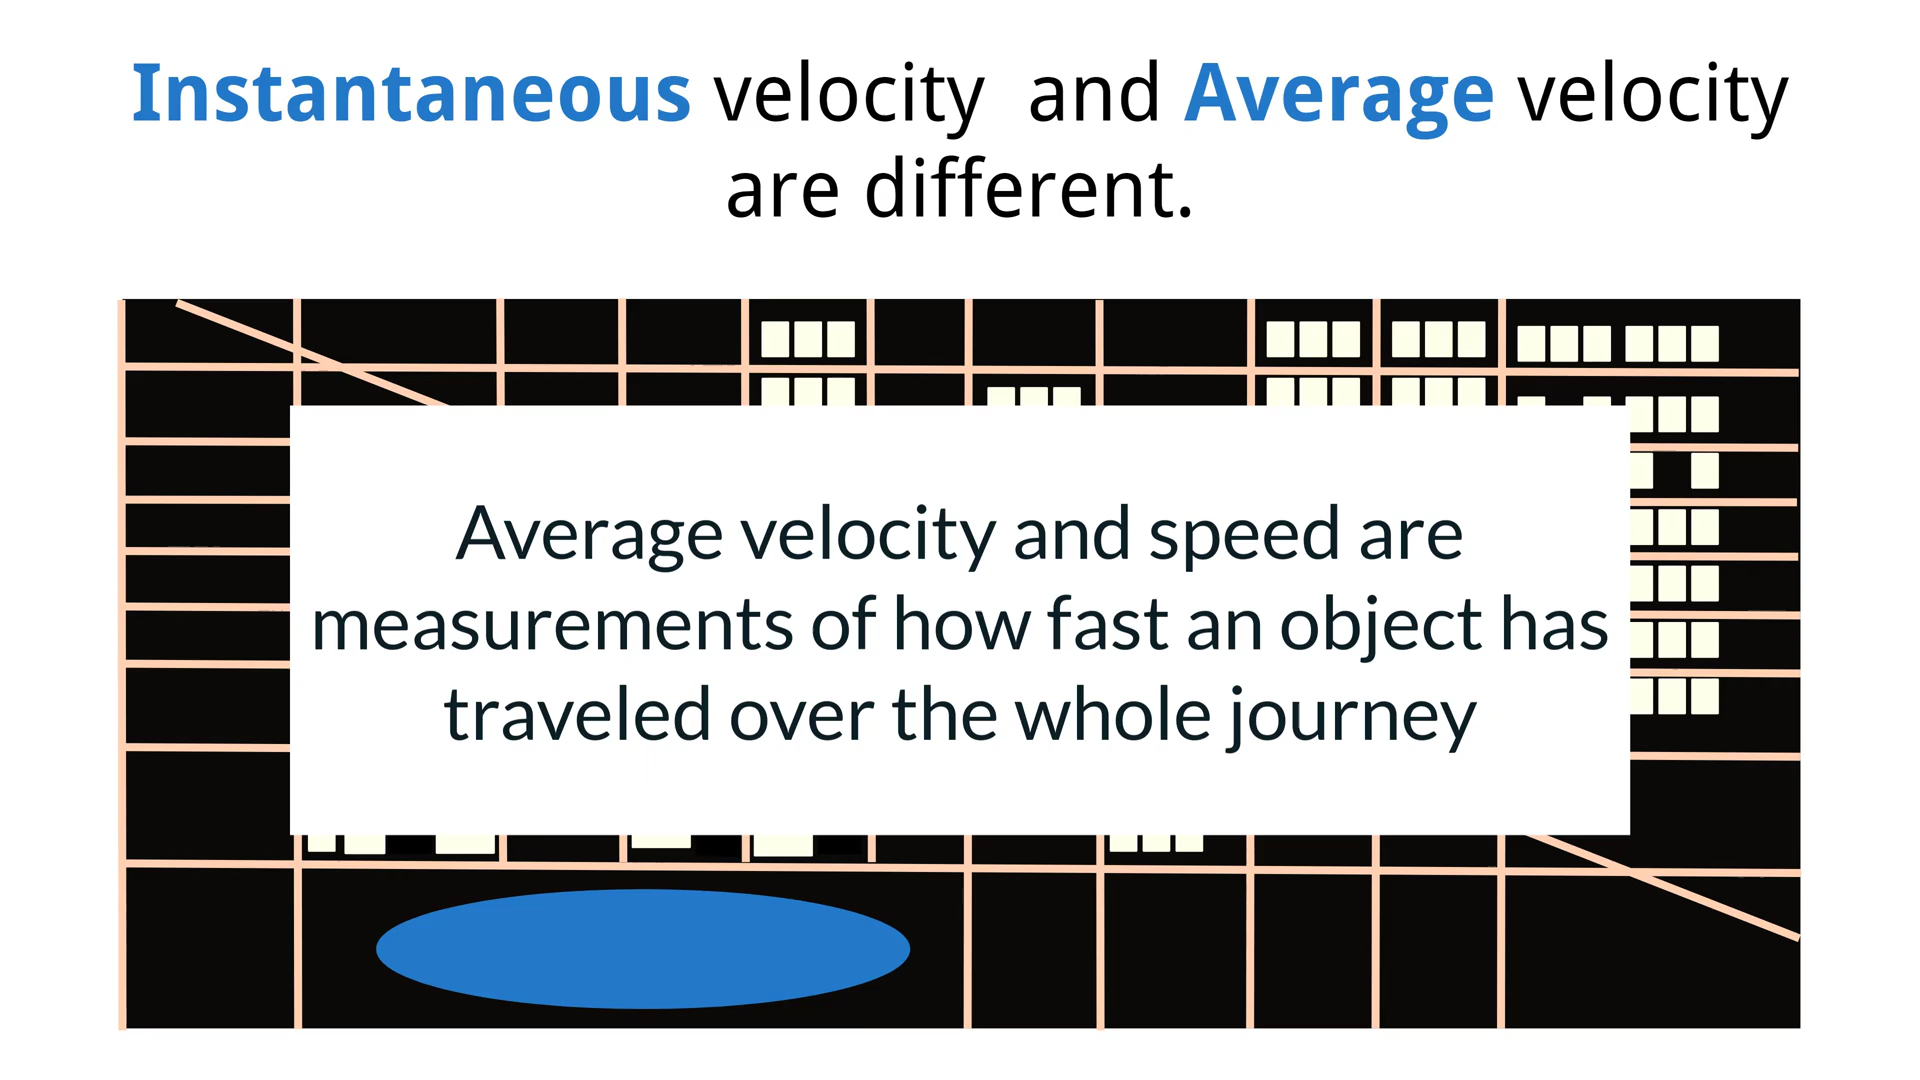 Instantaneous velocity  and Average velocity
are different.
Average velocity and speed are
measurements of how fast an object has
traveled over the whole journey